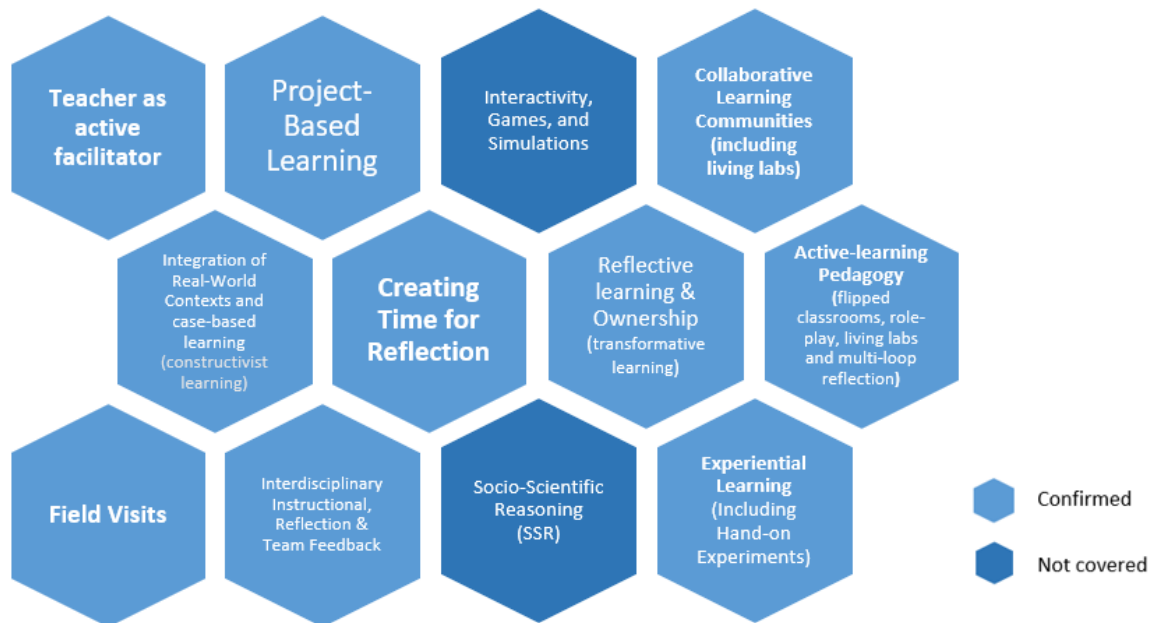 Teacher as
active
facilitator
Project-
Based
Learning
Interactivity,
Games, and
Simulations
Collaborative
Learning
Communities
(including
living labs)
Integration of
Real-World
Contexts and
case-based
learning
(constructivist
learning)
Creating
Time for
Reflection
Reflective
learning &
Ownership
(transformative
learning)
Active-learning
Pedagogy
(flipped
classrooms, role-
play, living labs
and multi-loop
reflection)
Field Visits
Interdisciplinary
Instructional,
Reflection &
Team Feedback
Socio-Scientific
Reasoning
(SSR)
Experiential
Learning
(Including
Hand-on
Experiments)
Confirmed
Not covered